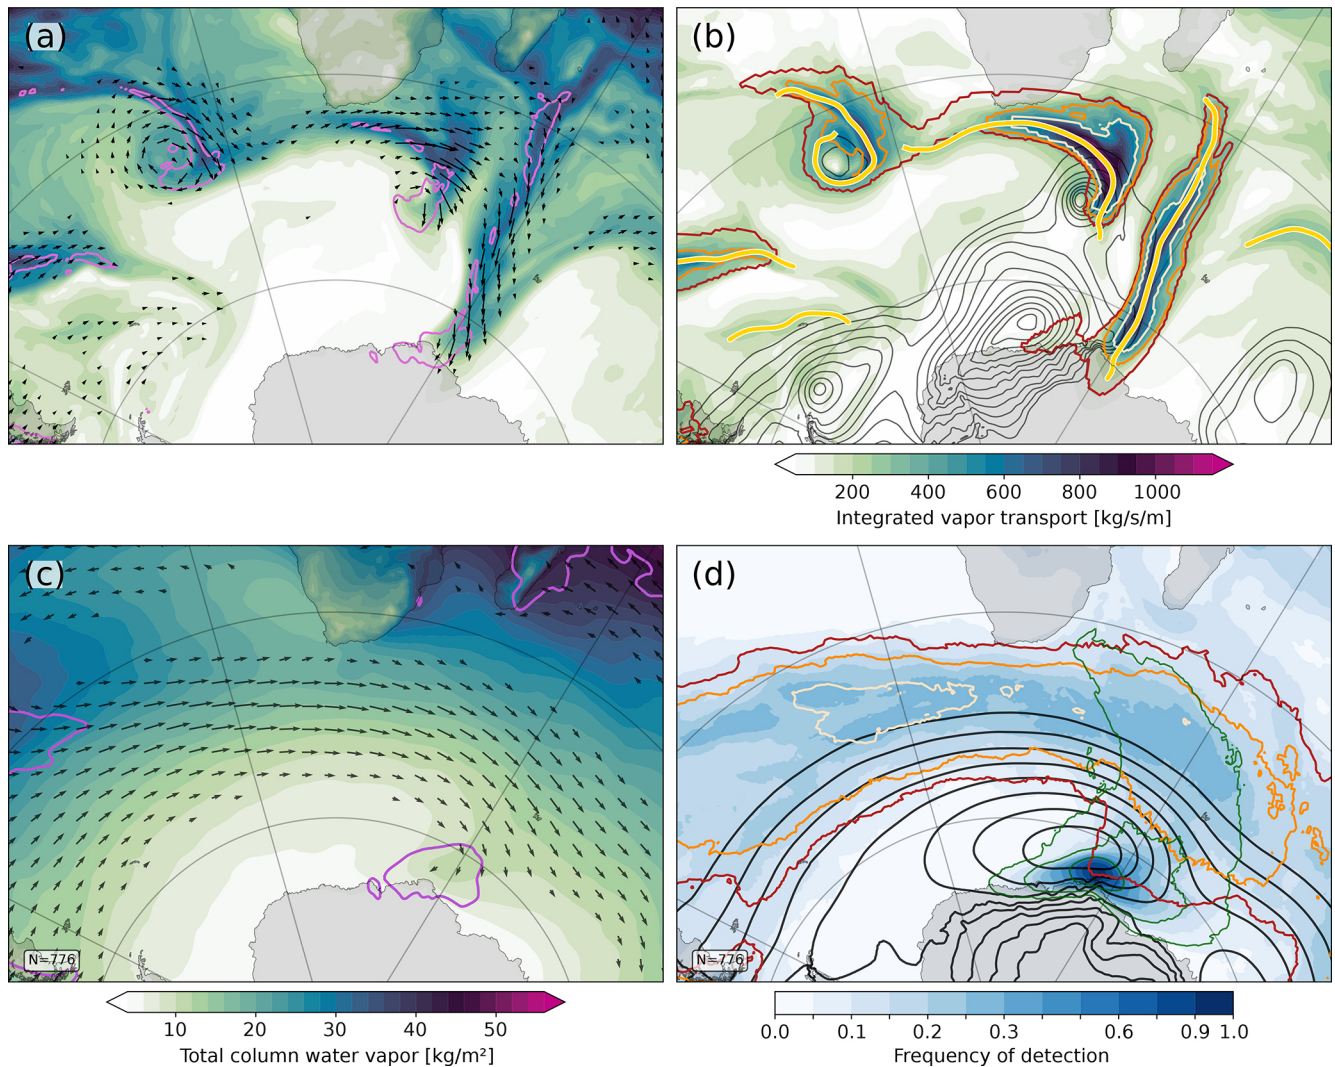 (a)
(b)
200 400 600 800 1000
Integrated vapor transport [kg/s/m]
(c)
(d)
N=776
N=776
10 20 30 40 50
Total column water vapor [kg/m²]
0.0 0.1 0.2 0.3 0.6 0.9 1.0
Frequency of detection